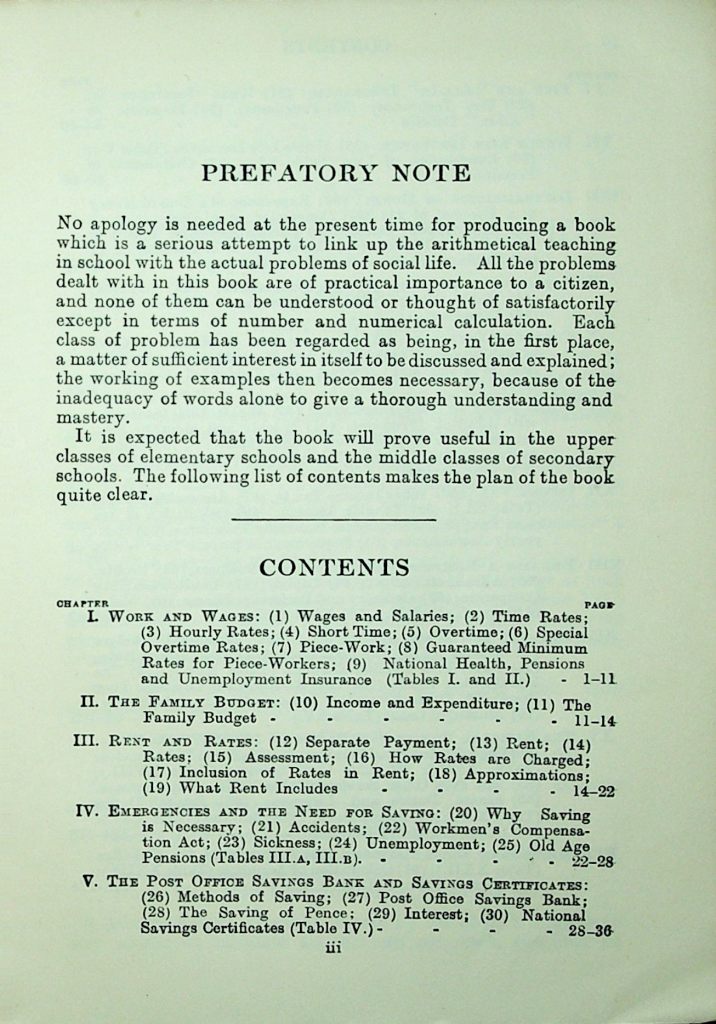 PREFATORY NOTE
No apology is needed at the present time for producing a book
which is a serious attempt to link up the arithmetical teaching
in school with the actual problems of social life. All the problems
dealt with in this book are of practical importance to a citizen,
and none of them can be understood or thought of satisfactorily
except in terms of number and numerical calculation. Each
class of problem has been regarded as being, in the first place,
a matter of sufficient interest in itself to be discussed and explained;
the working of examples then becomes necessary, because of the
inadequacy of words alone to give a thorough understanding and
mastery.
It is expected that the book will prove useful in the upper
classes of elementary schools and the middle classes of secondary
schools. The following list of contents makes the plan of the book
quite clear.
CONTENTS
CHAPTER PAGE
I. WORK AND WAGES: (1) Wages and Salaries; (2) Time Rates;
(3) Hourly Rates; (4) Short Time; (5) Overtime; (6) Special
Overtime Rates; (7) Piece-Work; (8) Guaranteed Minimum
Rates for Piece-Workers; (9) National Health, Pensions
and Unemployment Insurance (Tables I. and II.) - 1–11
II. THE FAMILY BUDGET: (10) Income and Expenditure; (11) The
Family Budget - - - - - - 11–14
III. RENT AND RATES: (12) Separate Payment; (13) Rent; (14)
Rates; (15) Assessment; (16) How Rates are Charged;
(17) Inclusion of Rates in Rent; (18) Approximations;
(19) What Rent Includes - - - - 14–22
IV. EMERGENCIES AND THE NEED FOR SAVING: (20) Why Saving
is Necessary; (21) Accidents; (22) Workmen's Compensa-
tion Act; (23) Sickness; (24) Unemployment; (25) Old Age
Pensions (Tables III.A, III.B). - - - - - 22–28
V. THE POST OFFICE SAVINGS BANK AND SAVINGS CERTIFICATES:
(26) Methods of Saving; (27) Post Office Savings Bank;
(28) The Saving of Pence; (29) Interest; (30) National
Savings Certificates (Table IV.) - - - - 28–36
iii